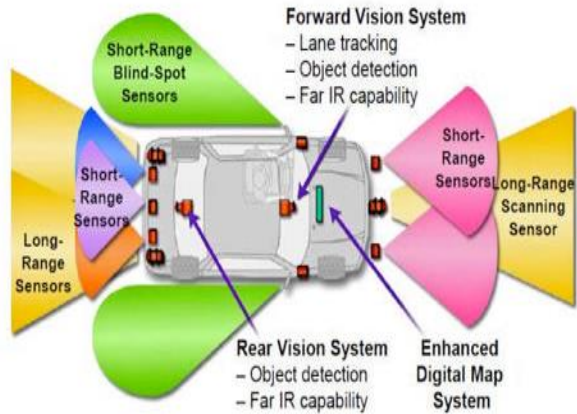 Forward Vision System
– Lane tracking
– Object detection
– Far IR capability
Short-Range
Blind-Spot
Sensors
Short-
Range
Sensors
Long-
Range
Sensors
Short-
Range
Sensors
Long-Range
Scanning
Sensor
Rear Vision System
– Object detection
– Far IR capability
Enhanced
Digital Map
System